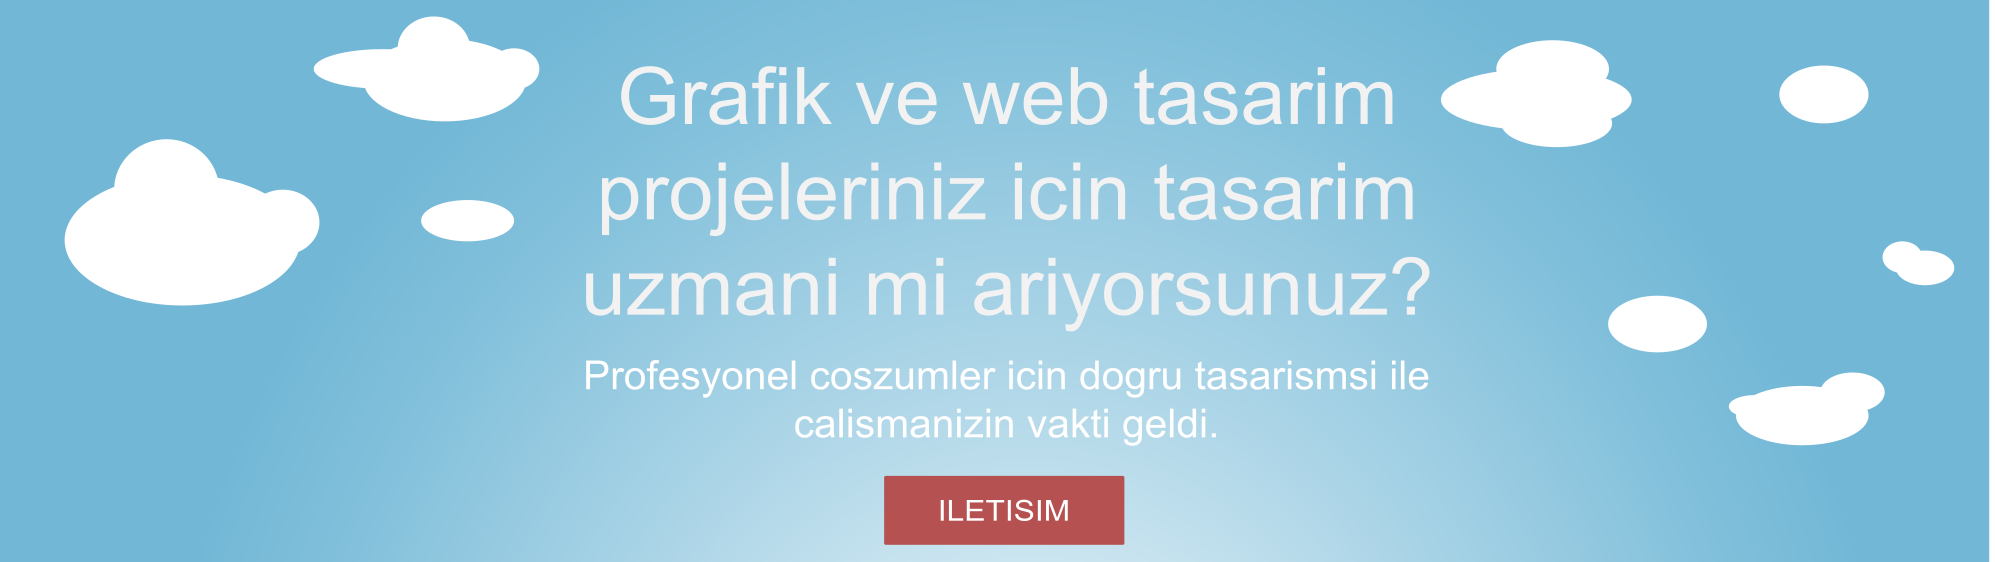 Grafik ve web tasarim
projeleriniz icin tasarim
uzmani mi ariyorsunuz?
Profesyonel coszumler icin dogru tasarismsi ile
calismanizin vakti geldi.
ILETISIM